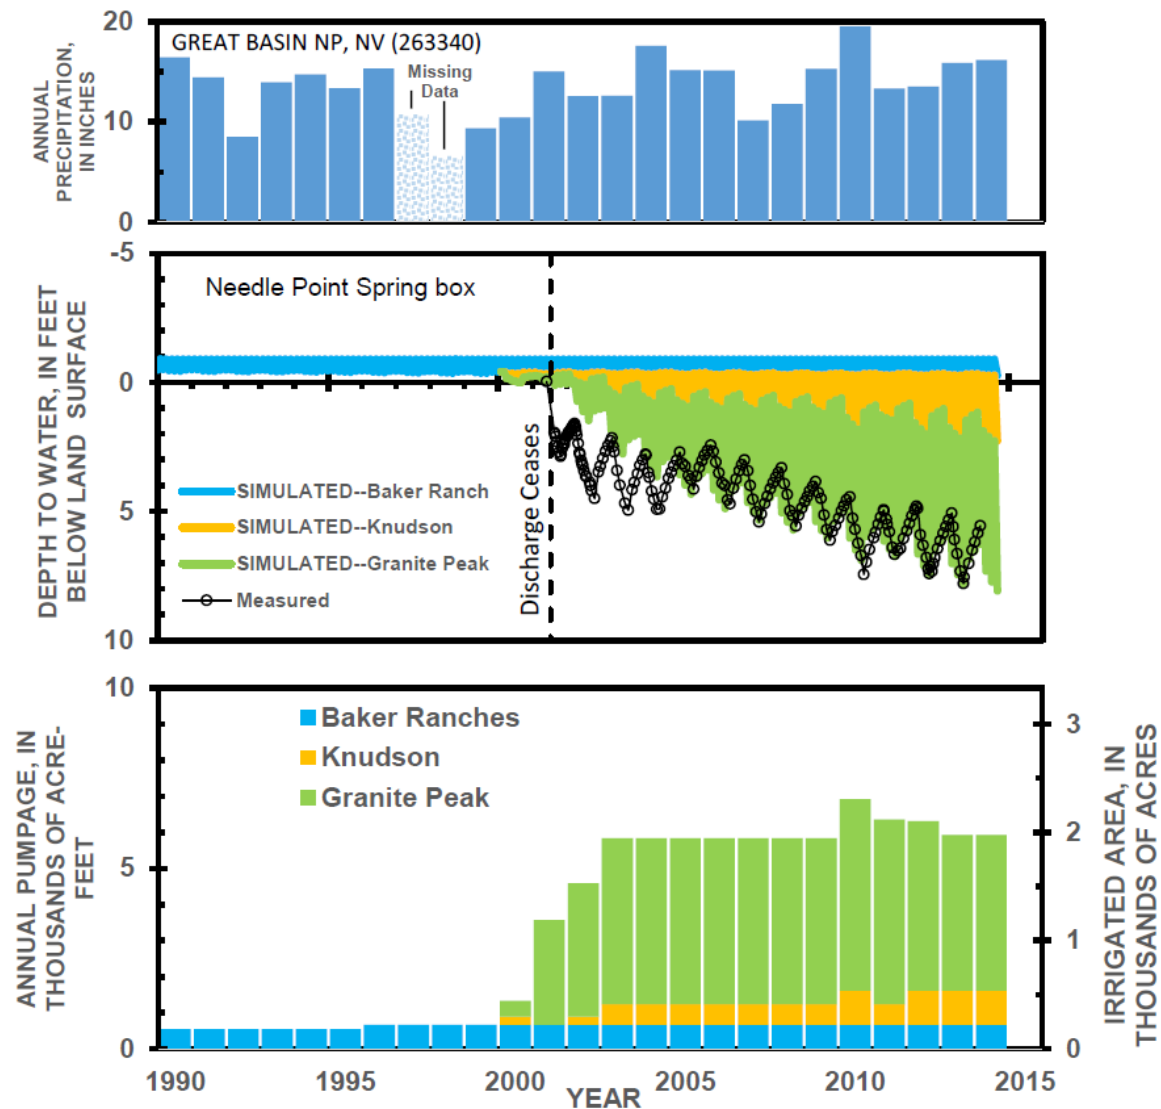 ANNUAL
PRECIPITATION,
IN INCHES
20
10
0
GREAT BASIN NP, NV (263340)
Missing
Data
DEPTH TO WATER, IN FEET
BELOW LAND SURFACE
-5
0
5
10
Needle Point Spring box
SIMULATED--Baker Ranch
SIMULATED--Knudson
SIMULATED--Granite Peak
Measured
Discharge Ceases
ANNUAL PUMPAGE, IN
THOUSANDS OF ACRE-
FEET
10
5
0
Baker Ranches
Knudson
Granite Peak
3
2
1
0
IRRIGATED AREA, IN
THOUSANDS OF ACRES
1990 1995 2000 2005 2010 2015
YEAR